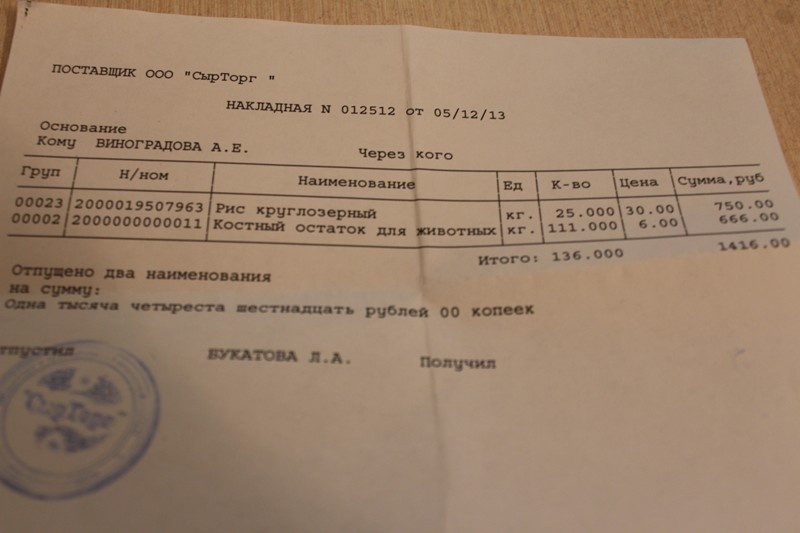 ПОСТАВЩИК ООО "СырТорг "
НАКЛАДНАЯ N 012512 от 05/12/13
Основание
Кому ВИНОГРАДОВА А.Е. Через кого
Груп Н/ном Наименование Ед К-во Цена Сумма,руб
00023 2000019507963 Рис круглозерный кг. 25.000 30.00 750.00
00002 2000000000011 Костный остаток для животных кг. 111.000 6.00 666.00
Итого: 136.000 1416.00
Отпущено два наименования
на сумму:
Одна тысяча четыреста шестнадцать рублей 00 копеек
тпустил БУКАТОВА Л.А. Получил
"СырТорг"